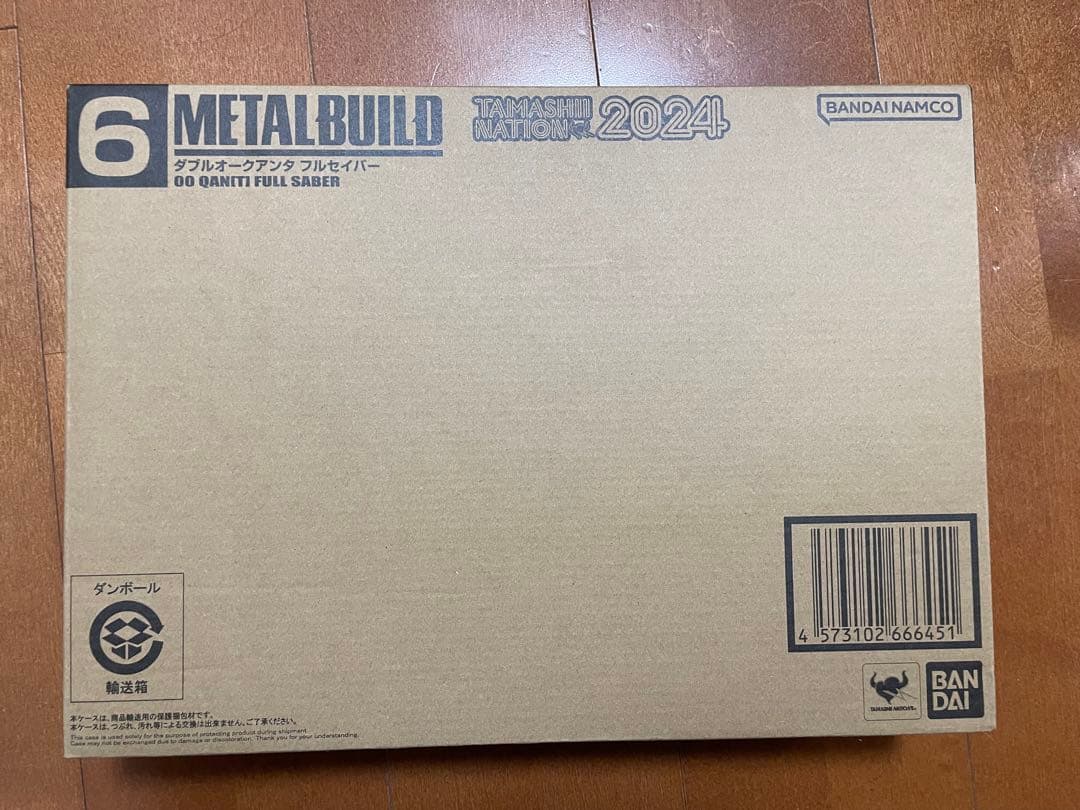 6
METAL BUILD
ダブルオークアンタ フルセイバー
00 QAN[T] FULL SABER
TAMASHII
NATION 2024
BANDAI NAMCO
ダンボール
輸送箱
本ケースは、商品輸送用の保護梱包材です。
本ケースは、つぶれ、汚れ等による交換は出来ません。ご了承ください。
This case is used solely for the purpose of protecting product during shipment.
Case may not be exchanged due to damage or discoloration. Thank you for your understanding.
4 573102 666451
TAMASHII NATIONS
BAN
DAI